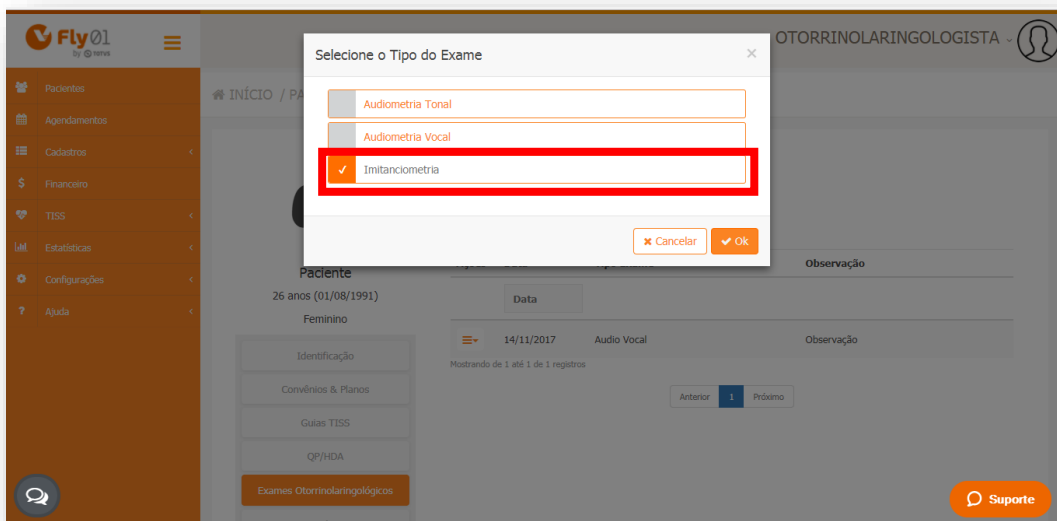 Fly01
by nerus
OTORRINOLARINGOLOGISTA
Selecione o Tipo do Exame
Audiometria Tonal
Audiometria Vocal
Imitanciometria
Cancelar
Ok
Pacientes
Agendamentos
Cadastros
Financeiro
TISS
Estatísticas
Configurações
Ajuda
INÍCIO / PA
Paciente
26 anos (01/08/1991)
Feminino
Identificação
Convênios & Planos
Guias TISS
QP/HDA
Exames Otorrinolaringológicos
Observação
Data
14/11/2017 Audio Vocal Observação
Mostrando de 1 até 1 de 1 registros
Anterior 1 Próximo
Suporte